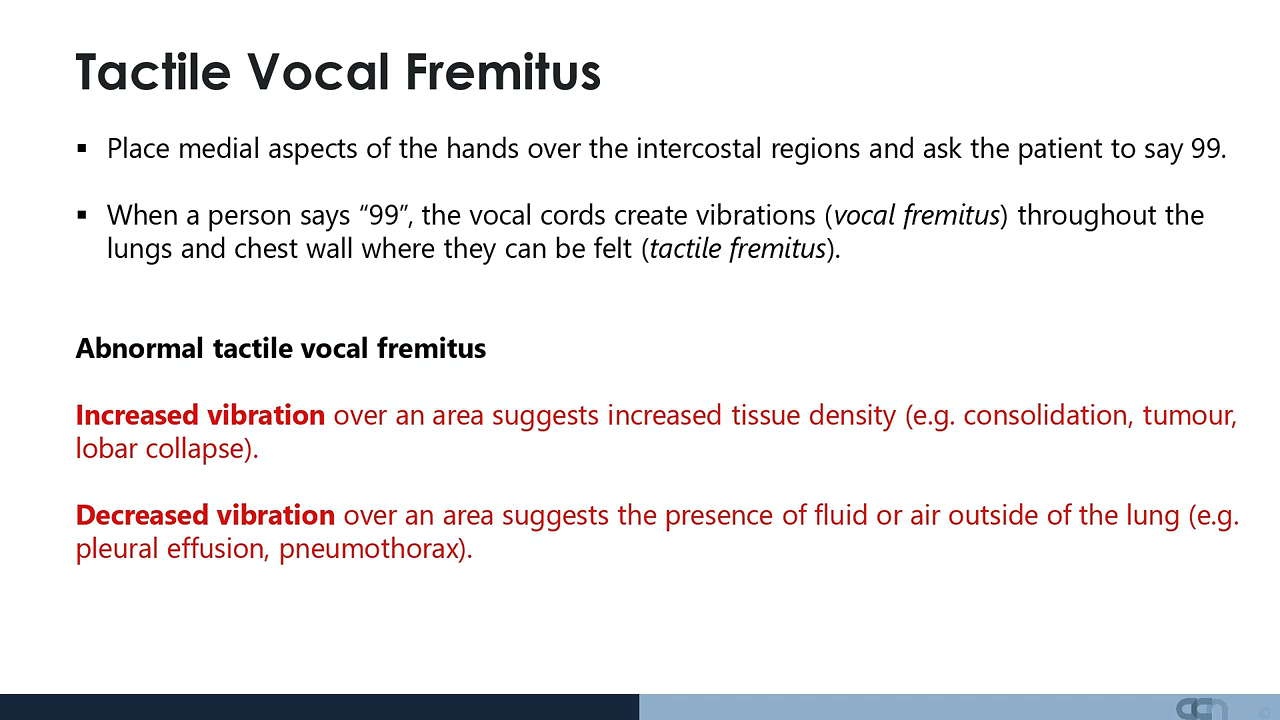 Tactile Vocal Fremitus
▪ Place medial aspects of the hands over the intercostal regions and ask the patient to say 99.
▪ When a person says “99”, the vocal cords create vibrations (vocal fremitus) throughout the
lungs and chest wall where they can be felt (tactile fremitus).
Abnormal tactile vocal fremitus
Increased vibration over an area suggests increased tissue density (e.g. consolidation, tumour,
lobar collapse).
Decreased vibration over an area suggests the presence of fluid or air outside of the lung (e.g.
pleural effusion, pneumothorax).